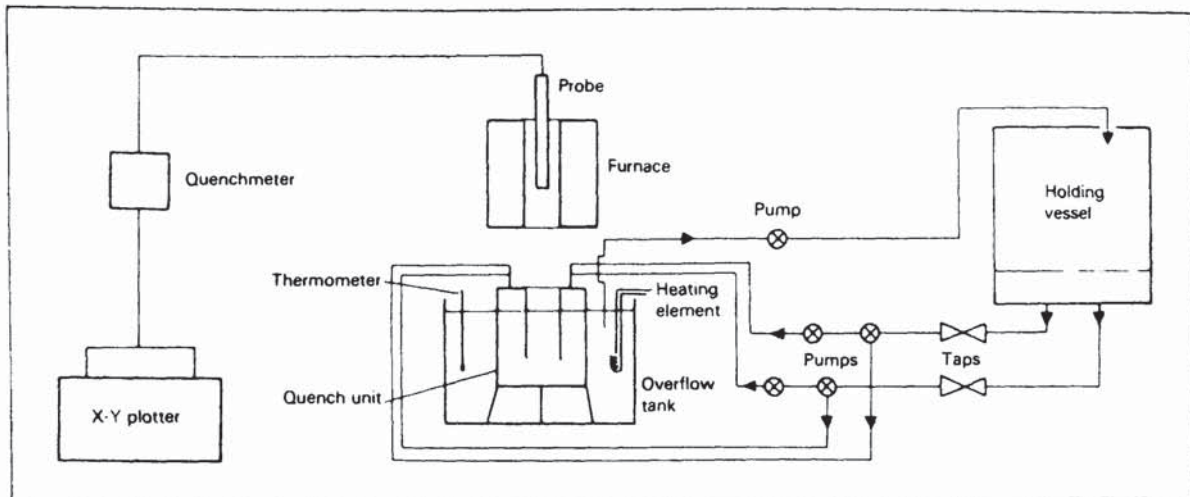 Probe
Furnace
Quenchmeter
Pump
Holding
vessel
Thermometer
Heating
element
Pumps
Taps
Quench unit
Overflow
tank
X-Y plotter